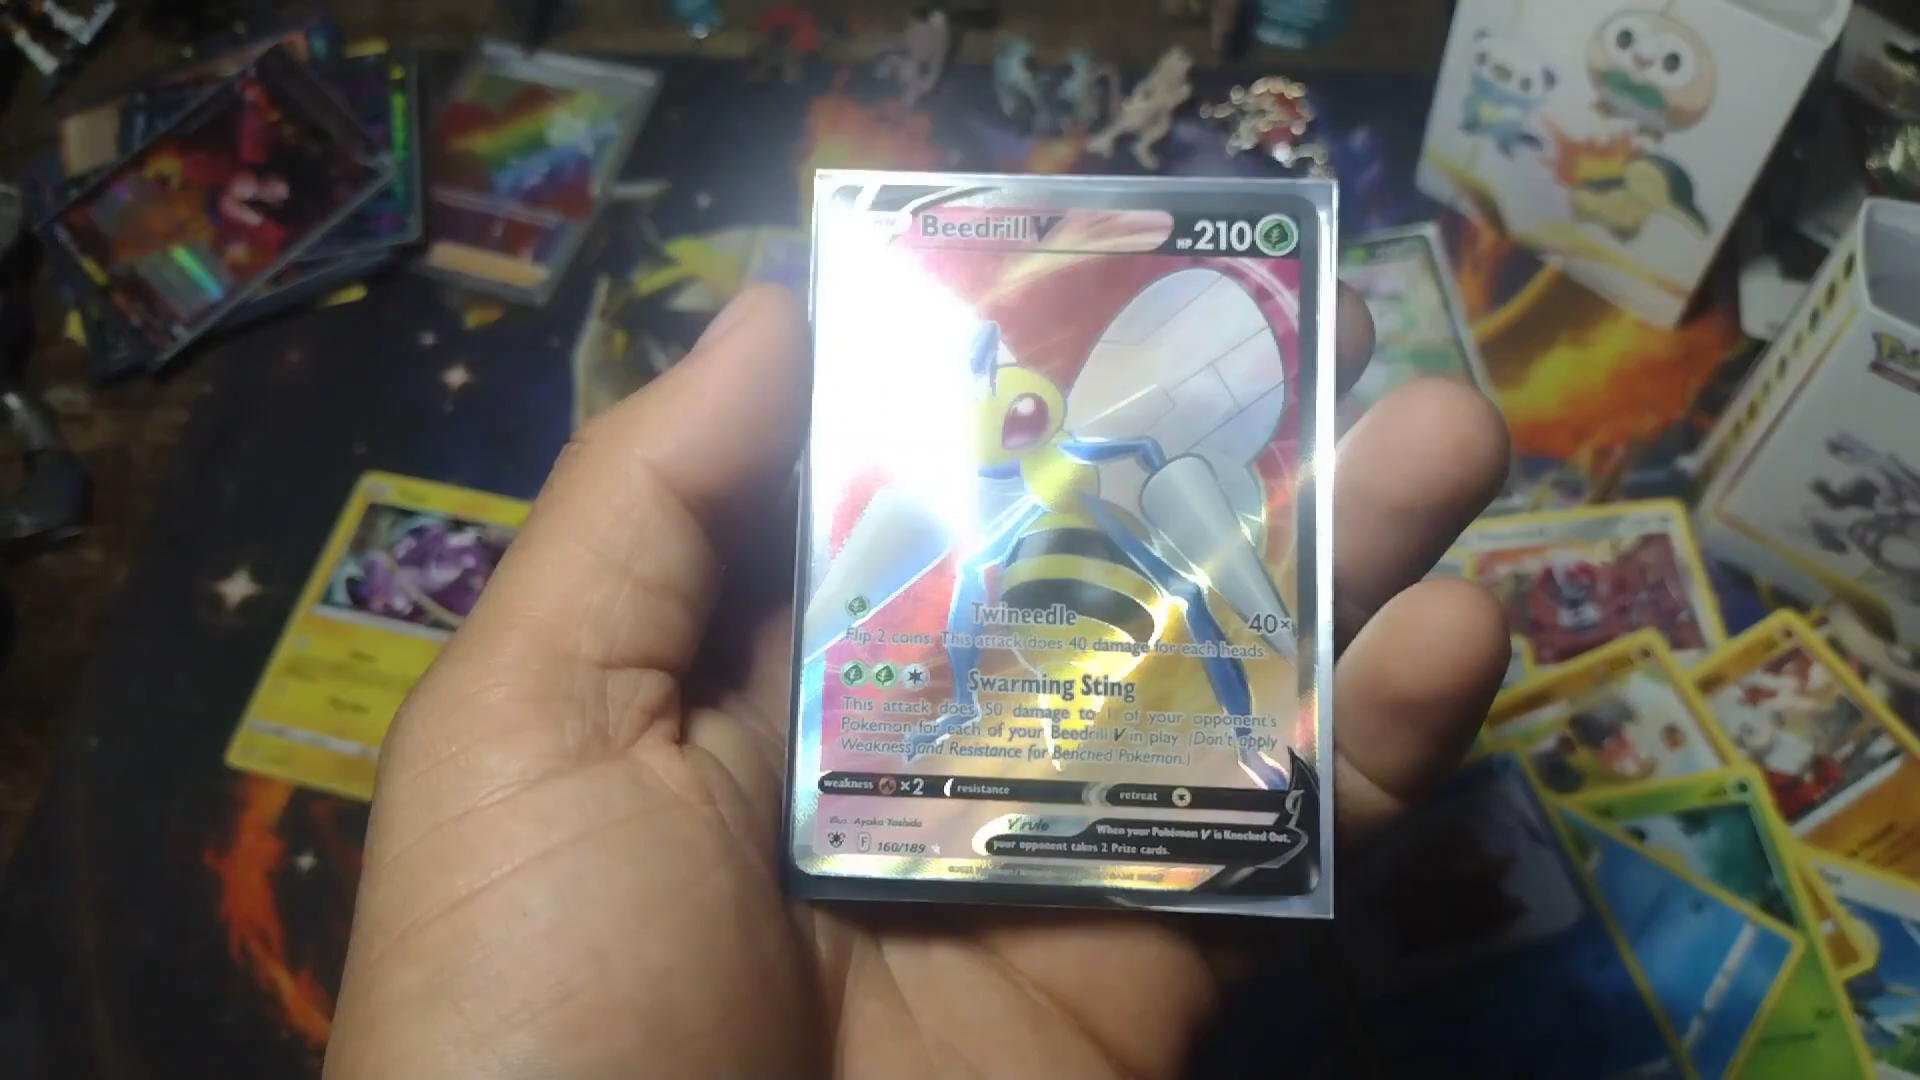 Beedrill V
HP 210
Twineedle 40×
Flip 2 coins. This attack does 40 damage for each heads.
Swarming Sting
This attack does 50 damage to 1 of your opponent's
Pokémon for each of your Beedrill V in play. (Don't apply
Weakness and Resistance for Benched Pokémon.)
weakness ×2 resistance retreat
Illus. Ayaka Yoshida
V rule
When your Pokémon V is Knocked Out,
your opponent takes 2 Prize cards.
F 160/189